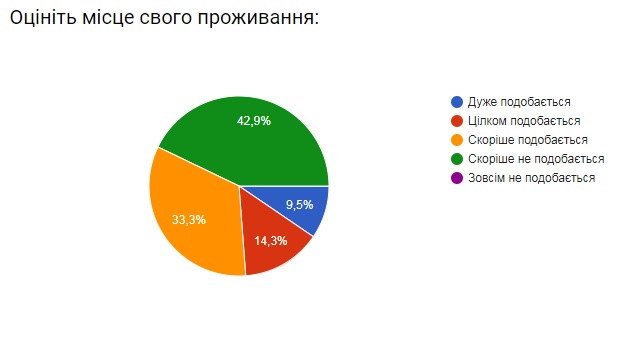 Оцініть місце свого проживання:
Дуже подобається
Цілком подобається
Скоріше подобається
Скоріше не подобається
Зовсім не подобається
42,9%
9,5%
33,3%
14,3%